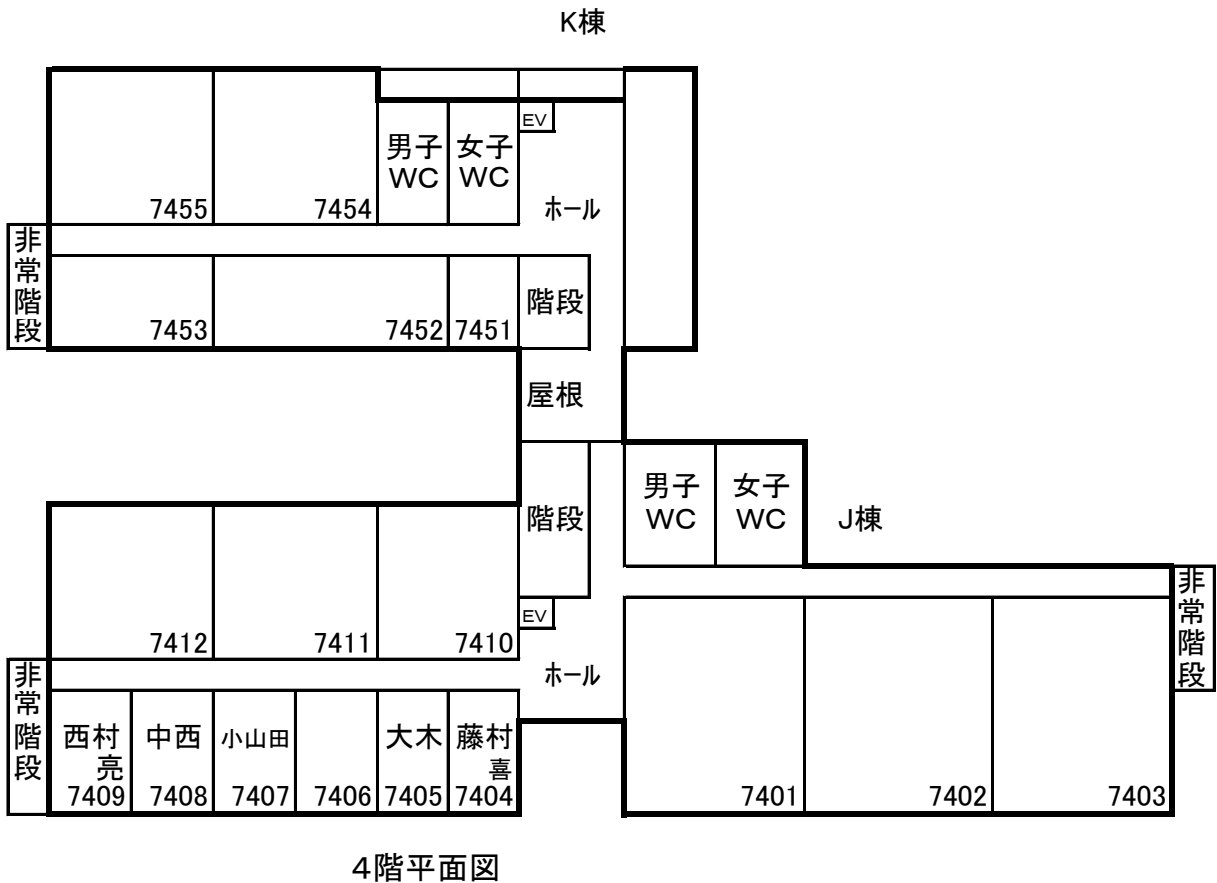 K棟
EV
男子
WC
女子
WC
7455
7454
ホール
非常階段
階段
7453
7452
7451
屋根
男子
WC
女子
WC
階段
J棟
EV
7412
7411
7410
ホール
非常階段
非常階段
西村
亮
7409
中西
7408
小山田
7407
7406
大木
7405
藤村
喜
7404
7401
7402
7403
4階平面図